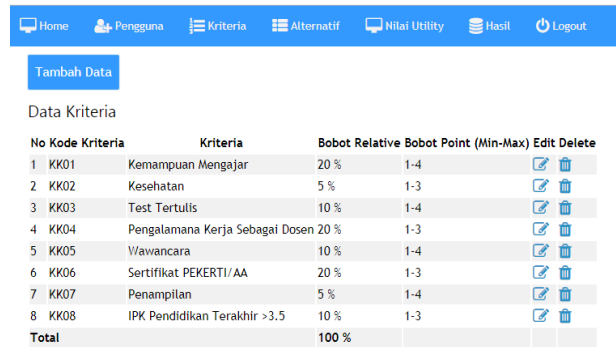 Home Pengguna Kriteria Alternatif Nilai Utility Hasil Logout
Tambah Data
Data Kriteria
No Kode Kriteria Kriteria Bobot Relative Bobot Point (Min-Max) Edit Delete
1 KK01 Kemampuan Mengajar 20 % 1-4
2 KK02 Kesehatan 5 % 1-3
3 KK03 Test Tertulis 10 % 1-4
4 KK04 Pengalamana Kerja Sebagai Dosen 20 % 1-3
5 KK05 Wawancara 10 % 1-4
6 KK06 Sertifikat PEKERTI/AA 20 % 1-3
7 KK07 Penampilan 5 % 1-4
8 KK08 IPK Pendidikan Terakhir >3.5 10 % 1-3
Total 100 %